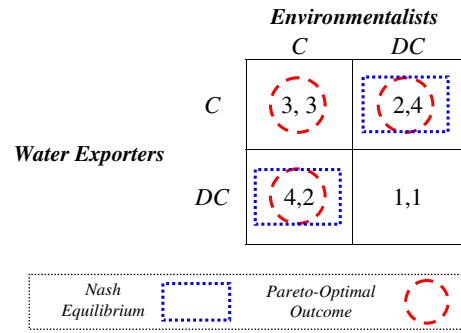 Environmentalists
C DC
C 3, 3 2,4
Water Exporters
DC 4,2 1,1
Nash Equilibrium
Pareto-Optimal Outcome